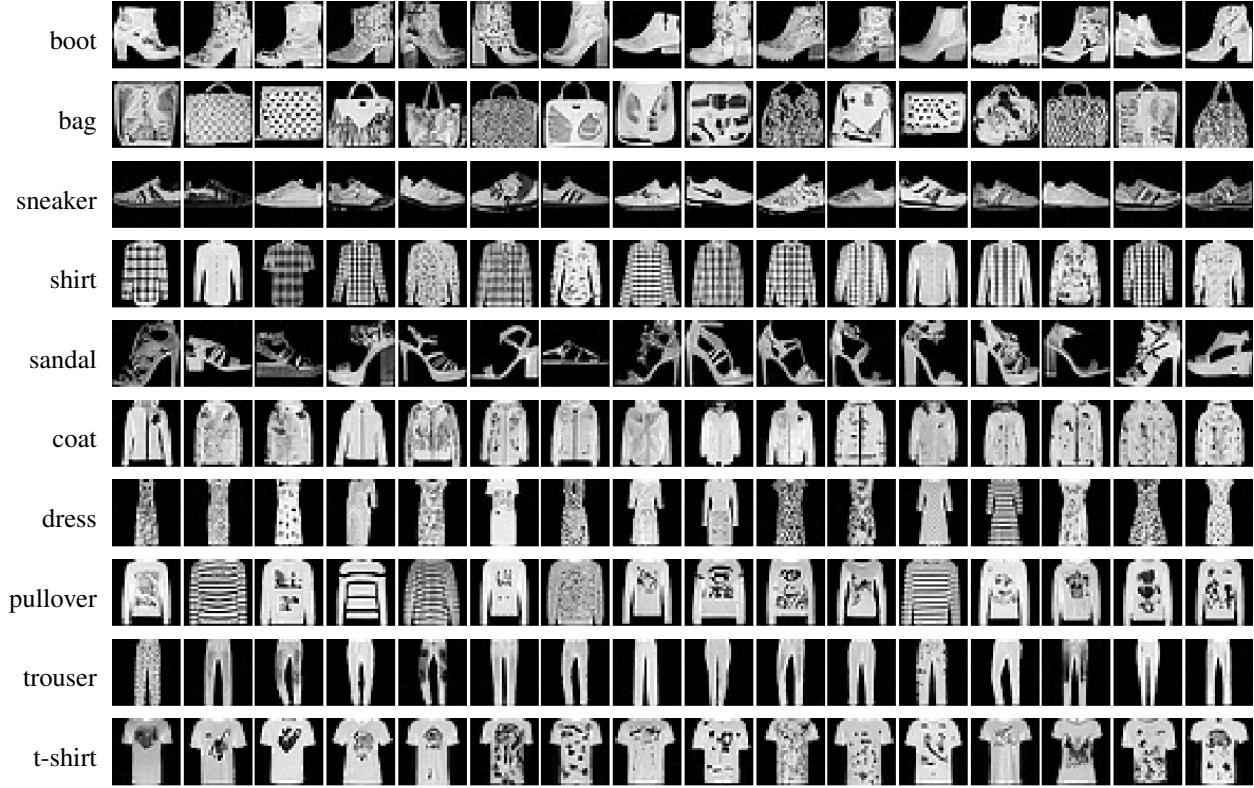 boot
bag
sneaker
shirt
sandal
coat
dress
pullover
trouser
t-shirt